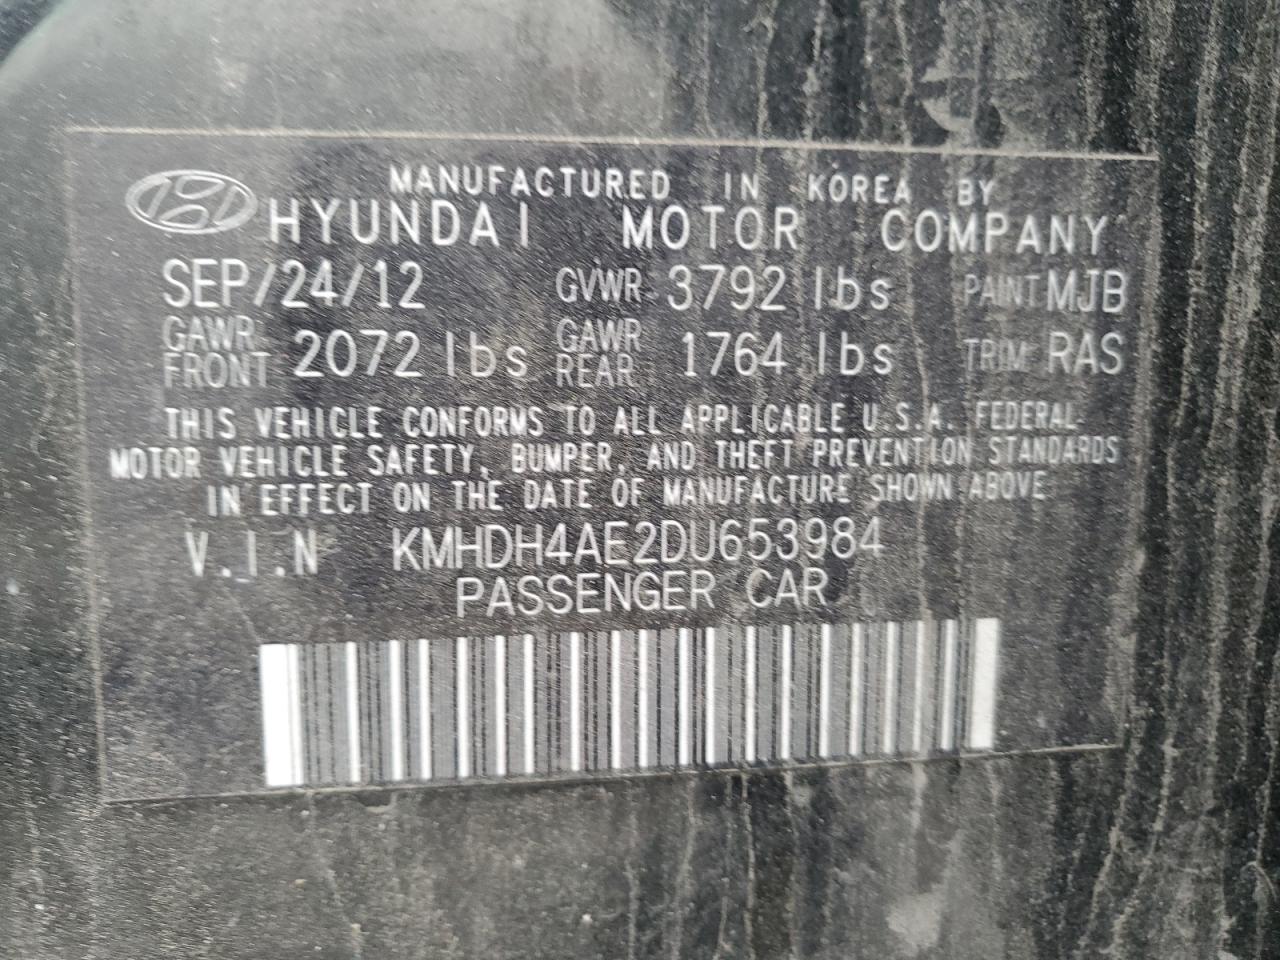 MANUFACTURED IN KOREA BY
HYUNDAI MOTOR COMPANY
SEP/24/12 GVWR 3792 lbs PAINT MJB
GAWR FRONT 2072 lbs GAWR REAR 1764 lbs TRIM RAS
THIS VEHICLE CONFORMS TO ALL APPLICABLE U.S.A. FEDERAL
MOTOR VEHICLE SAFETY, BUMPER, AND THEFT PREVENTION STANDARDS
IN EFFECT ON THE DATE OF MANUFACTURE SHOWN ABOVE
V.I.N KMHDH4AE2DU653984
PASSENGER CAR